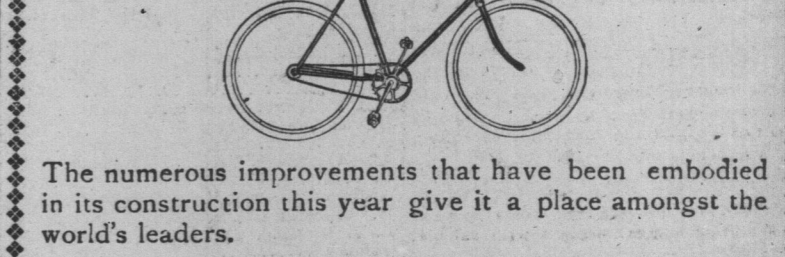 The numerous improvements that have been embodied
in its construction this year give it a place amongst the
world's leaders.